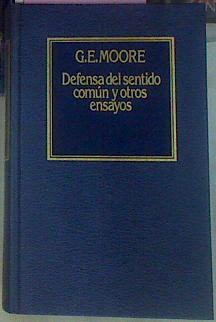 G.E.MOORE
Defensa del sentido
común y otros
ensayos